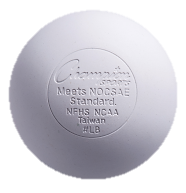 Champion
SPORTS
Meets NOCSAE
Standard.
NFHS NCAA
Taiwan
#LB